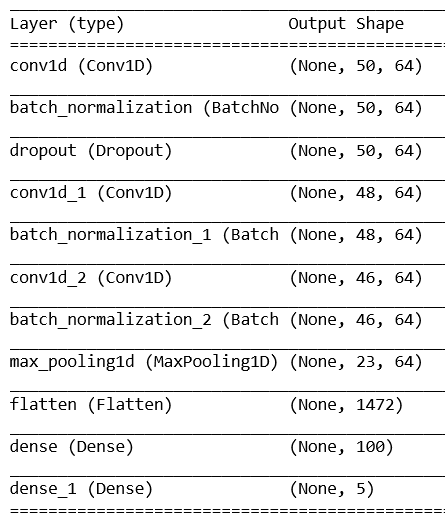 Layer (type) Output Shape
conv1d (Conv1D) (None, 50, 64)
batch_normalization (BatchNo (None, 50, 64)
dropout (Dropout) (None, 50, 64)
conv1d_1 (Conv1D) (None, 48, 64)
batch_normalization_1 (Batch (None, 48, 64)
conv1d_2 (Conv1D) (None, 46, 64)
batch_normalization_2 (Batch (None, 46, 64)
max_pooling1d (MaxPooling1D) (None, 23, 64)
flatten (Flatten) (None, 1472)
dense (Dense) (None, 100)
dense_1 (Dense) (None, 5)